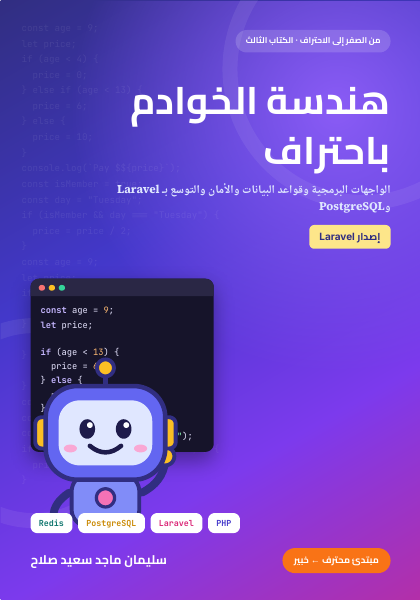 من الصفر إلى الاحتراف · الكتاب الثالث
هندسة الخوادم
باحتراف
الواجهات البرمجية وقواعد البيانات والأمان والتوسع بـ Laravel
وPostgreSQL
إصدار Laravel
const age = 9;
let price;
if (age < 13) {
price = 6
} else {
}
");
Redis
PostgreSQL
Laravel
PHP
سليمان ماجد سعيد صلاح
مبتدئ محترف ← خبير